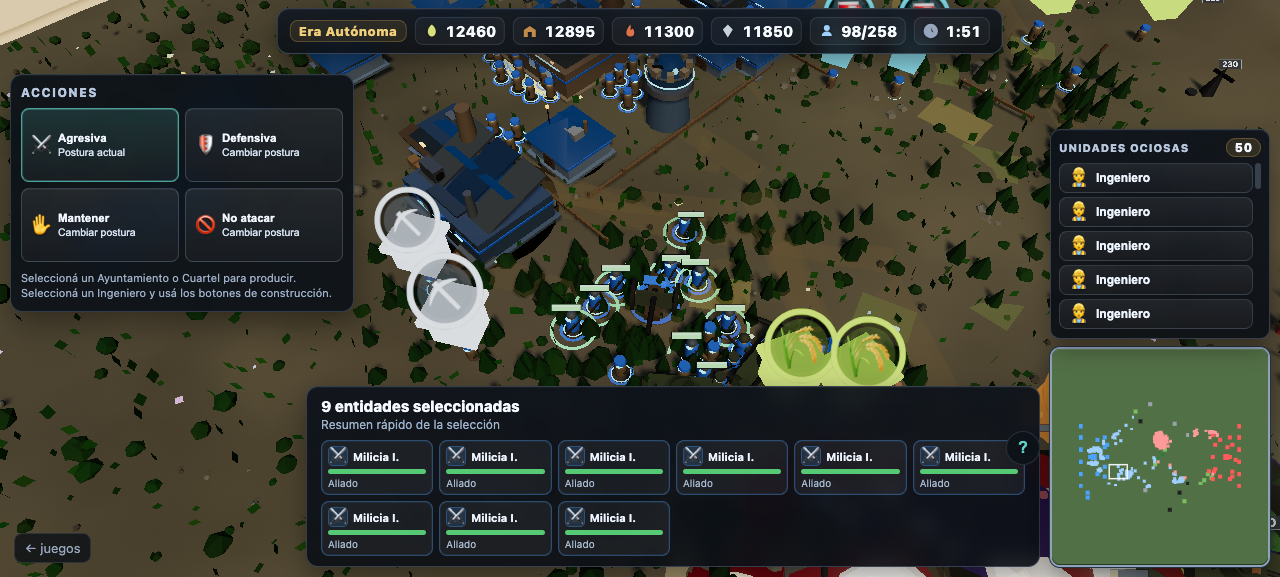 Era Autónoma 12460 12895 11300 11850 98/258 1:51
230
ACCIONES
Agresiva
Postura actual
Defensiva
Cambiar postura
Mantener
Cambiar postura
No atacar
Cambiar postura
Seleccioná un Ayuntamiento o Cuartel para producir.
Seleccioná un Ingeniero y usá los botones de construcción.
UNIDADES OCIOSAS 50
Ingeniero
Ingeniero
Ingeniero
Ingeniero
Ingeniero
9 entidades seleccionadas
Resumen rápido de la selección
?
Milicia I.
Aliado
Milicia I.
Aliado
Milicia I.
Aliado
Milicia I.
Aliado
Milicia I.
Aliado
Milicia I.
Aliado
Milicia I.
Aliado
Milicia I.
Aliado
Milicia I.
Aliado
← juegos